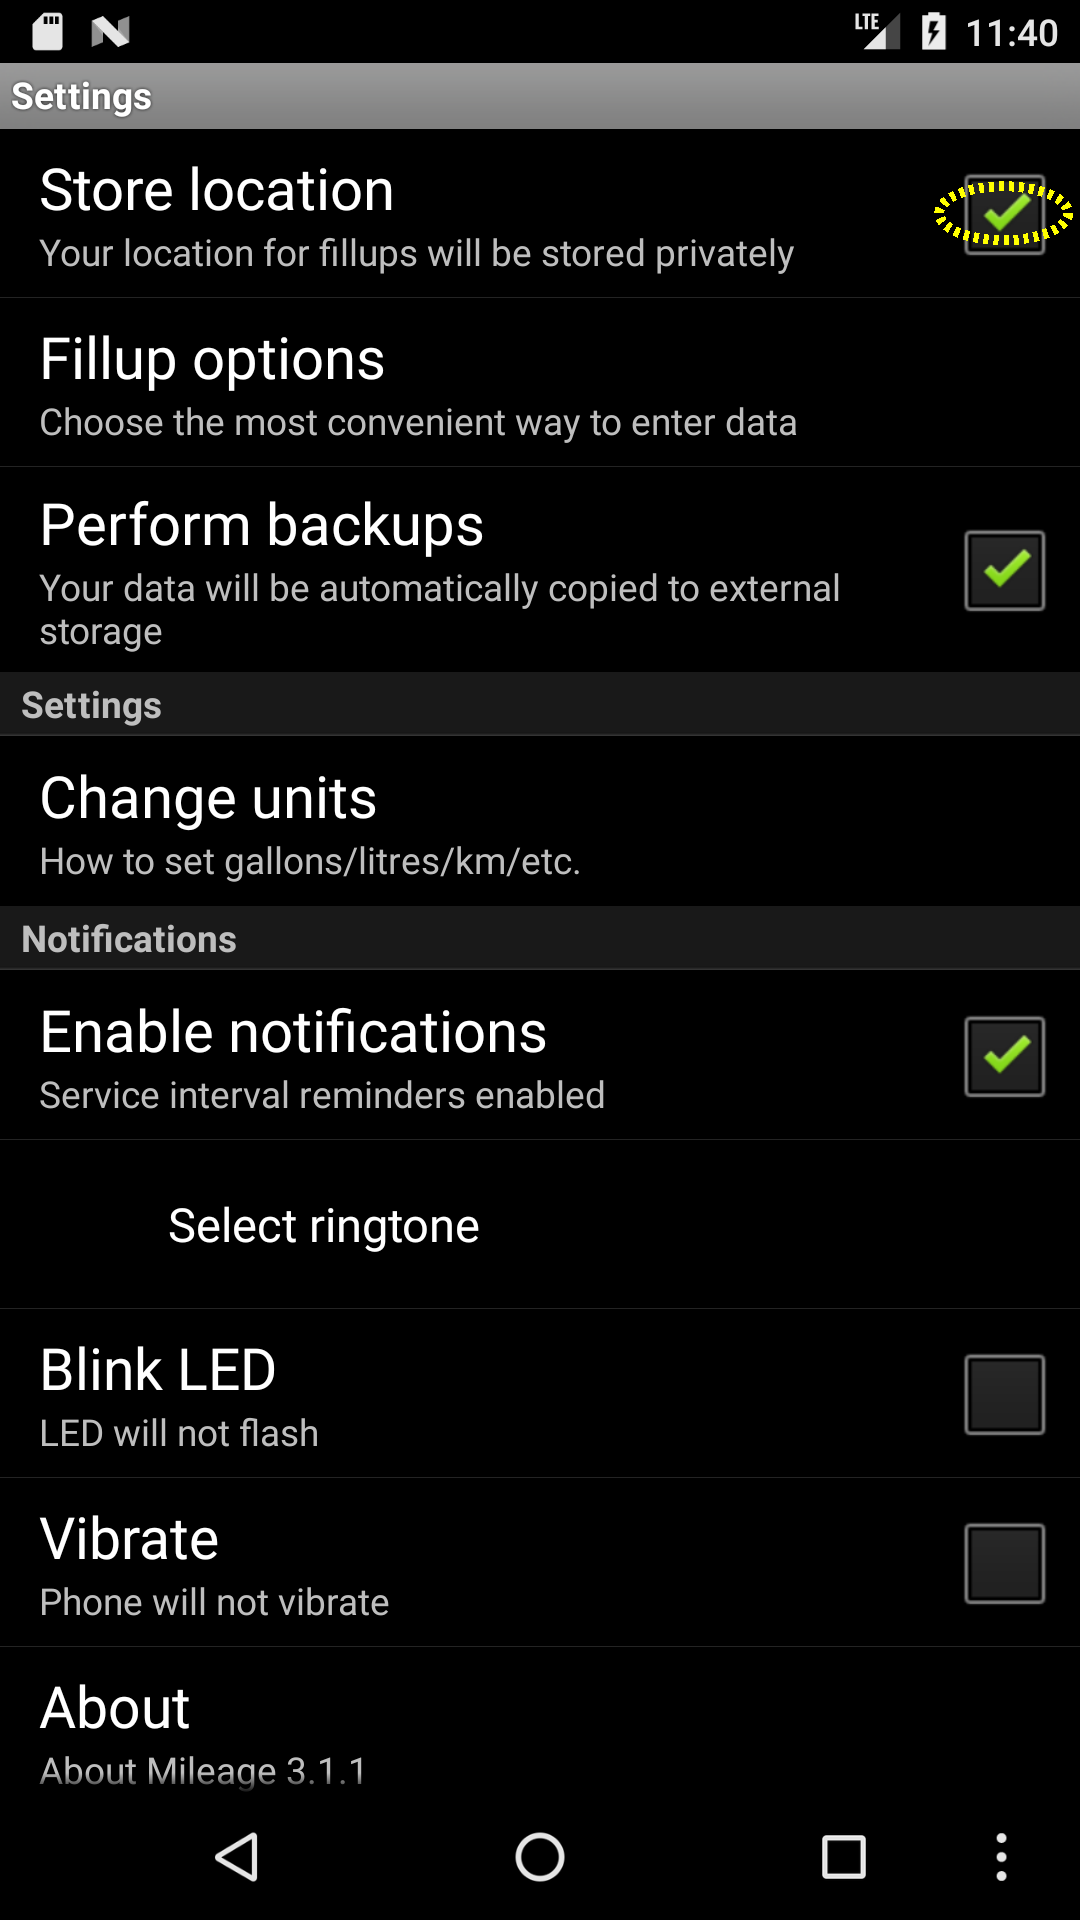 LTE 11:40
Settings
Store location
Your location for fillups will be stored privately
Fillup options
Choose the most convenient way to enter data
Perform backups
Your data will be automatically copied to external
storage
Settings
Change units
How to set gallons/litres/km/etc.
Notifications
Enable notifications
Service interval reminders enabled
Select ringtone
Blink LED
LED will not flash
Vibrate
Phone will not vibrate
About
About Mileage 3.1.1